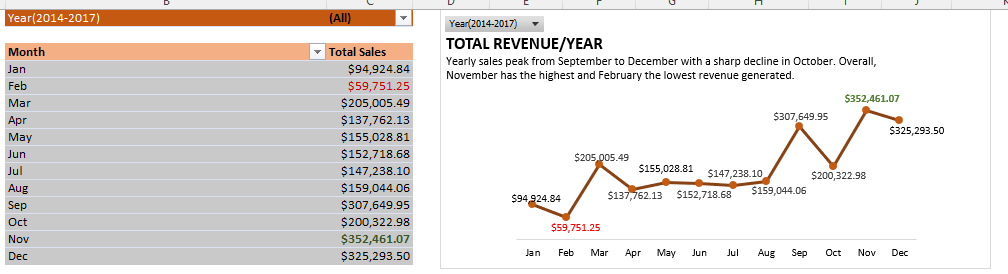 B C D E F G H I J
Year(2014-2017) (All)
Month Total Sales
Jan $94,924.84
Feb $59,751.25
Mar $205,005.49
Apr $137,762.13
May $155,028.81
Jun $152,718.68
Jul $147,238.10
Aug $159,044.06
Sep $307,649.95
Oct $200,322.98
Nov $352,461.07
Dec $325,293.50
Year(2014-2017)
TOTAL REVENUE/YEAR
Yearly sales peak from September to December with a sharp decline in October. Overall,
November has the highest and February the lowest revenue generated.
$94,924.84
$59,751.25
$205,005.49
$137,762.13
$155,028.81
$152,718.68
$147,238.10
$159,044.06
$307,649.95
$200,322.98
$352,461.07
$325,293.50
Jan Feb Mar Apr May Jun Jul Aug Sep Oct Nov Dec